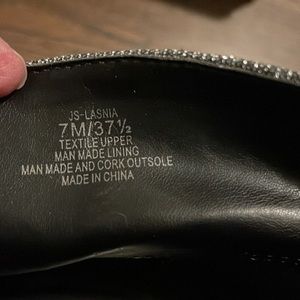 JS-LASNIA
7M/37½
TEXTILE UPPER
MAN MADE LINING
MAN MADE AND CORK OUTSOLE
MADE IN CHINA